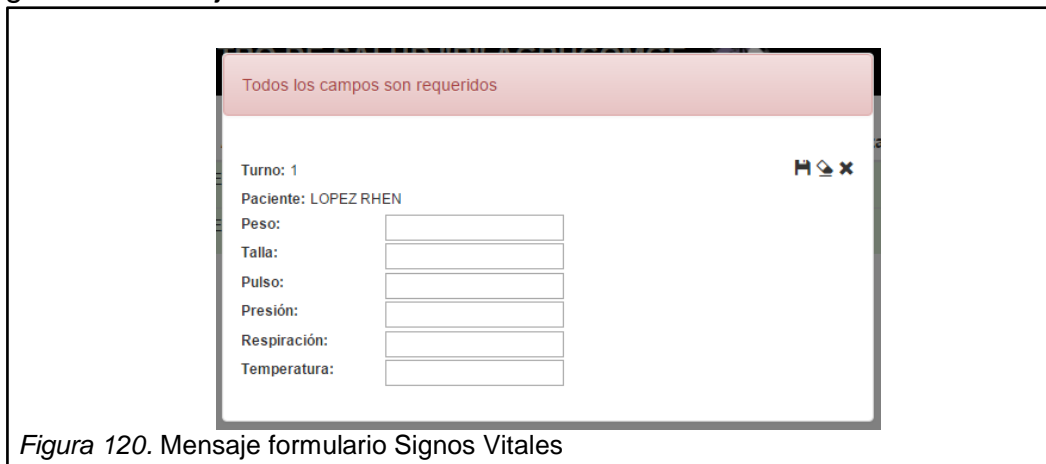 Todos los campos son requeridos
Turno: 1
Paciente: LOPEZ RHEN
Peso:
Talla:
Pulso:
Presión:
Respiración:
Temperatura:
Figura 120. Mensaje formulario Signos Vitales